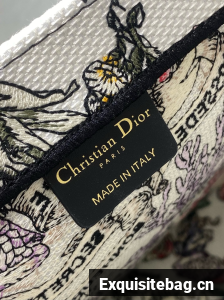 Christian Dior
PARIS
MADE IN ITALY
Exquisitebag.cn